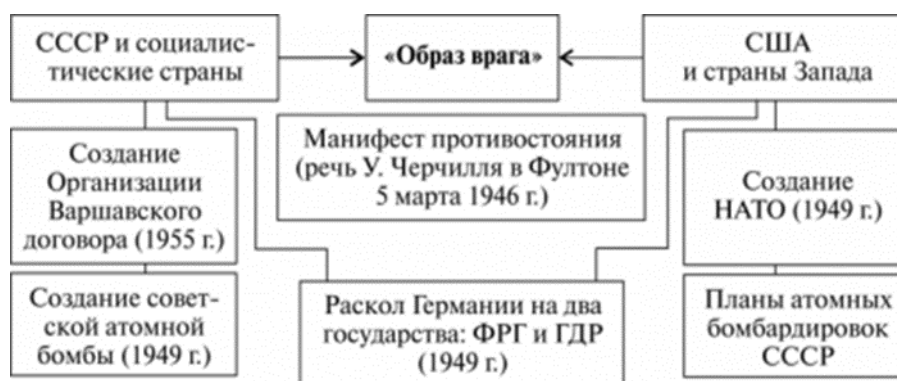 СССР и социалис-
тические страны
«Образ врага»
США
и страны Запада
Манифест противостояния
(речь У. Черчилля в Фултоне
5 марта 1946 г.)
Создание
Организации
Варшавского
договора (1955 г.)
Создание
НАТО (1949 г.)
Создание совет-
ской атомной
бомбы (1949 г.)
Раскол Германии на два
государства: ФРГ и ГДР
(1949 г.)
Планы атомных
бомбардировок
СССР